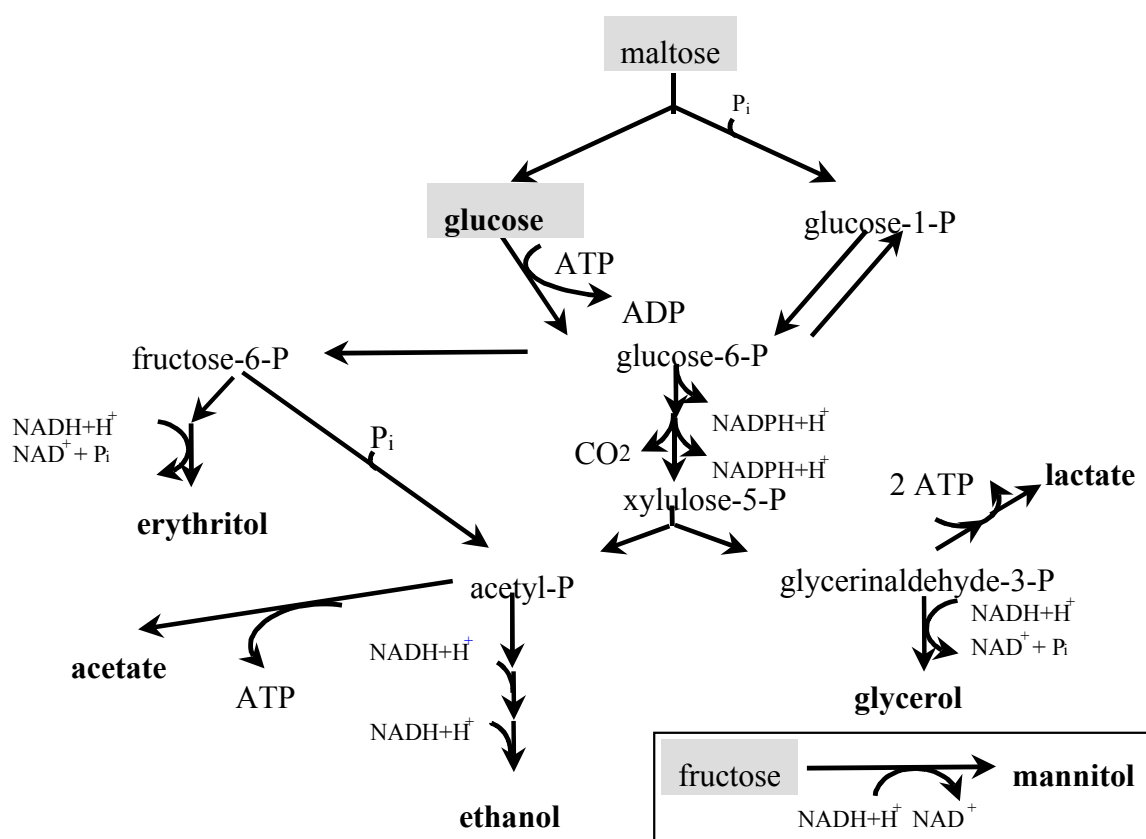 maltose
Pi
glucose
glucose-1-P
ATP
ADP
fructose-6-P
glucose-6-P
NADH+H+
NAD+ + Pi
Pi
NADPH+H+
CO2
NADPH+H+
xylulose-5-P
2 ATP
lactate
erythritol
acetyl-P
glycerinaldehyde-3-P
NADH+H+
NAD+ + Pi
acetate
ATP
NADH+H+
glycerol
NADH+H+
fructose
mannitol
NADH+H+ NAD+
ethanol